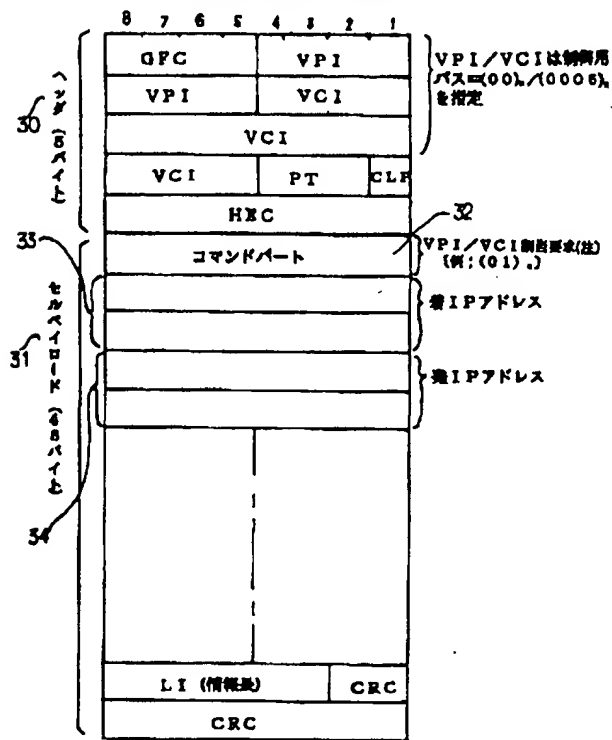 8 7 6 5 4 3 2 1
GFC VPI
VPI VCI
VCI
VCI PT CLP
HEC
コマンドパート
LI (情報長) CRC
CRC
30
ヘッダ (5バイト)
31
セルペイロード (48バイト)
32
33
34
VPI/VCIは制御用
パス=(00)H/(0005)H
を指定
VPI/VCI割当要求(注)
[例;(01)H]
着IPアドレス
発IPアドレス